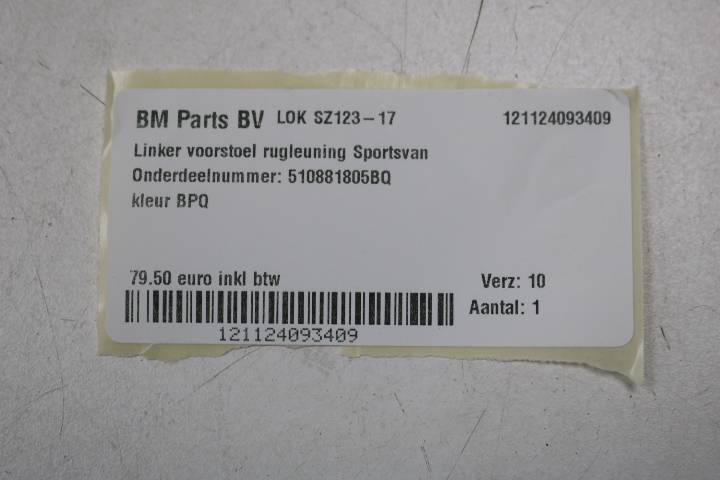 BM Parts BV LOK SZ123-17 121124093409
Linker voorstoel rugleuning Sportsvan
Onderdeelnummer: 510881805BQ
kleur BPQ
79.50 euro inkl btw Verz: 10
Aantal: 1
121124093409